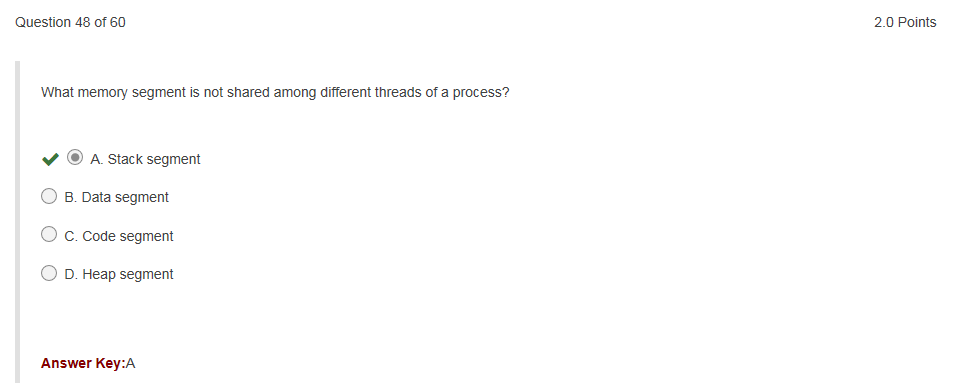 Question 48 of 60 2.0 Points
What memory segment is not shared among different threads of a process?
A. Stack segment
B. Data segment
C. Code segment
D. Heap segment
Answer Key:A